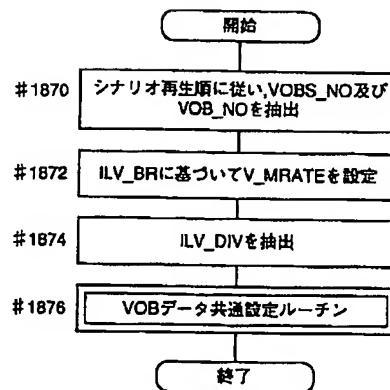 開始
#1870
シナリオ再生順に従い,VOBS_NO及び
VOB_NOを抽出
#1872
ILV_BRに基づいてV_MRATEを設定
#1874
ILV_DIVを抽出
#1876
VOBデータ共通設定ルーチン
終了